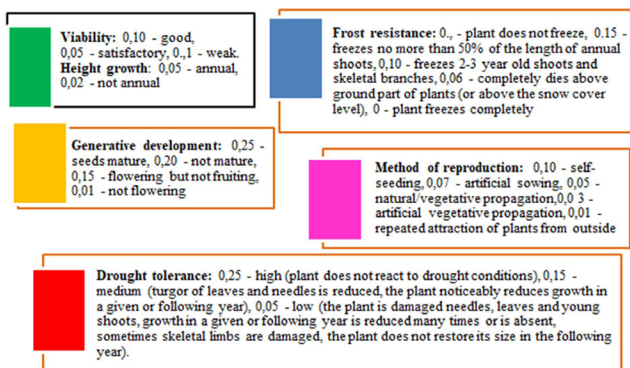 Viability: 0,10 - good,
0,05 - satisfactory, 0.,1 - weak.
Height growth: 0,05 - annual,
0,02 - not annual
Frost resistance: 0., - plant does not freeze, 0.15 -
freezes no more than 50% of the length of annual
shoots, 0,10 - freezes 2-3 year old shoots and
skeletal branches, 0,06 - completely dies above
ground part of plants (or above the snow cover
level), 0 - plant freezes completely
Generative development: 0,25 -
seeds mature, 0,20 - not mature,
0,15 - flowering but not fruiting,
0,01 - not flowering
Method of reproduction: 0,10 - self-
seeding, 0,07 - artificial sowing, 0,05 -
natural/vegetative propagation,0,0 3 -
artificial vegetative propagation, 0,01 -
repeated attraction of plants from outside
Drought tolerance: 0,25 - high (plant does not react to drought conditions), 0,15 -
medium (turgor of leaves and needles is reduced, the plant noticeably reduces growth in
a given or following year), 0,05 - low (the plant is damaged needles, leaves and young
shoots, growth in a given or following year is reduced many times or is absent,
sometimes skeletal limbs are damaged, the plant does not restore its size in the following
year).